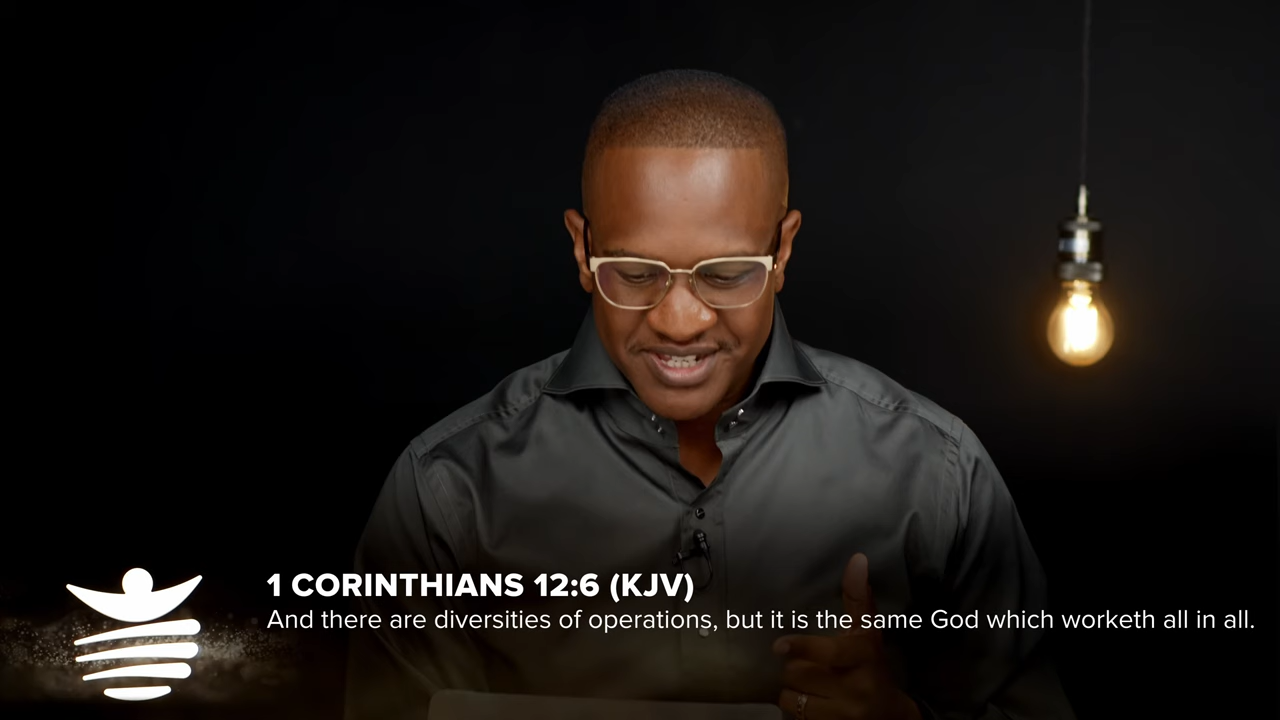 1 CORINTHIANS 12:6 (KJV)
And there are diversities of operations, but it is the same God which worketh all in all.